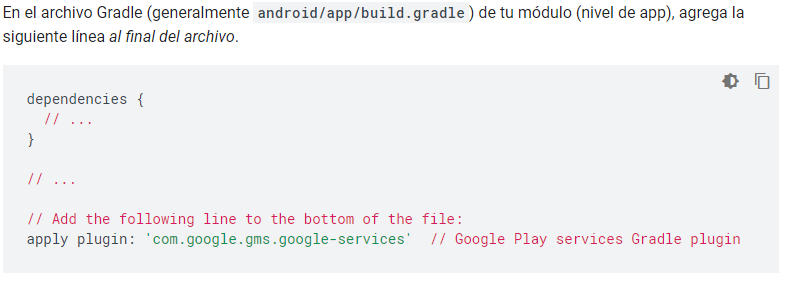 En el archivo Gradle (generalmente android/app/build.gradle ) de tu módulo (nivel de app), agrega la
siguiente línea al final del archivo.
dependencies {
// ...
}
// ...
// Add the following line to the bottom of the file:
apply plugin: 'com.google.gms.google-services'  // Google Play services Gradle plugin